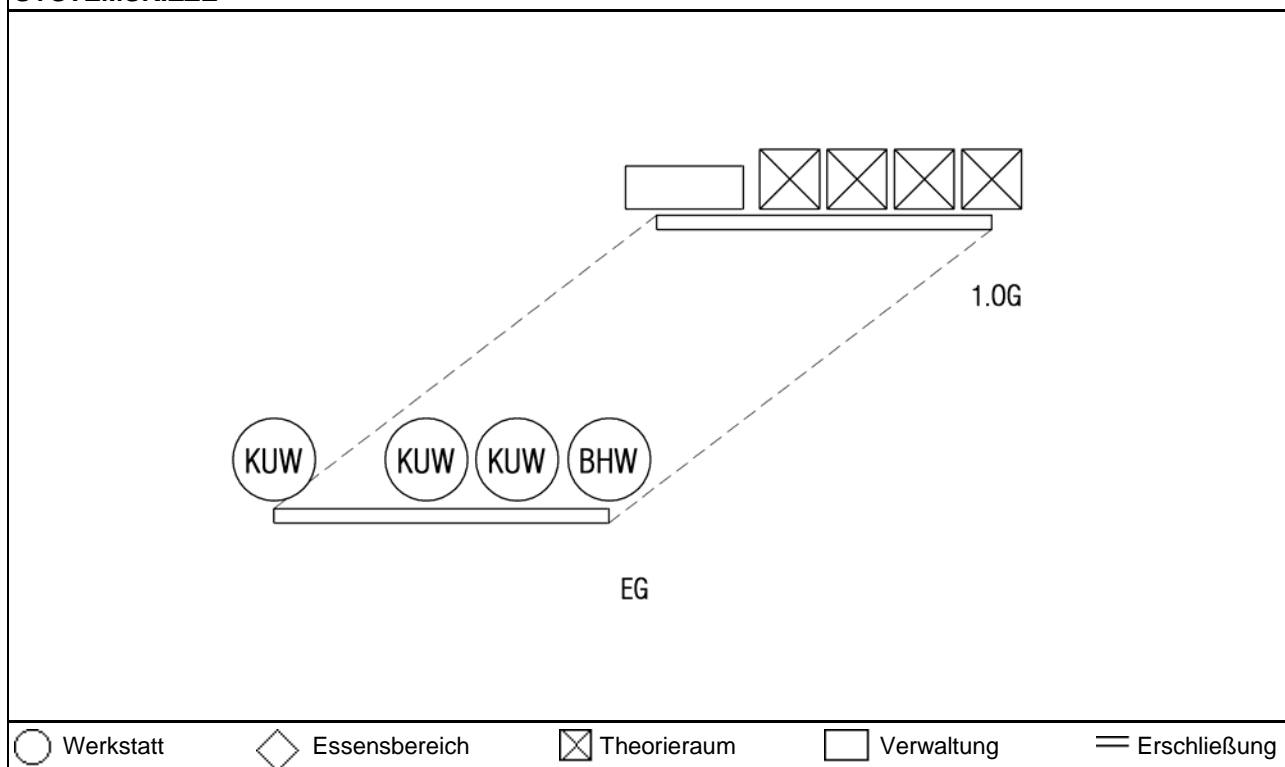 1.OG
KUW KUW KUW BHW
EG
Werkstatt Essensbereich Theorieraum Verwaltung Erschließung